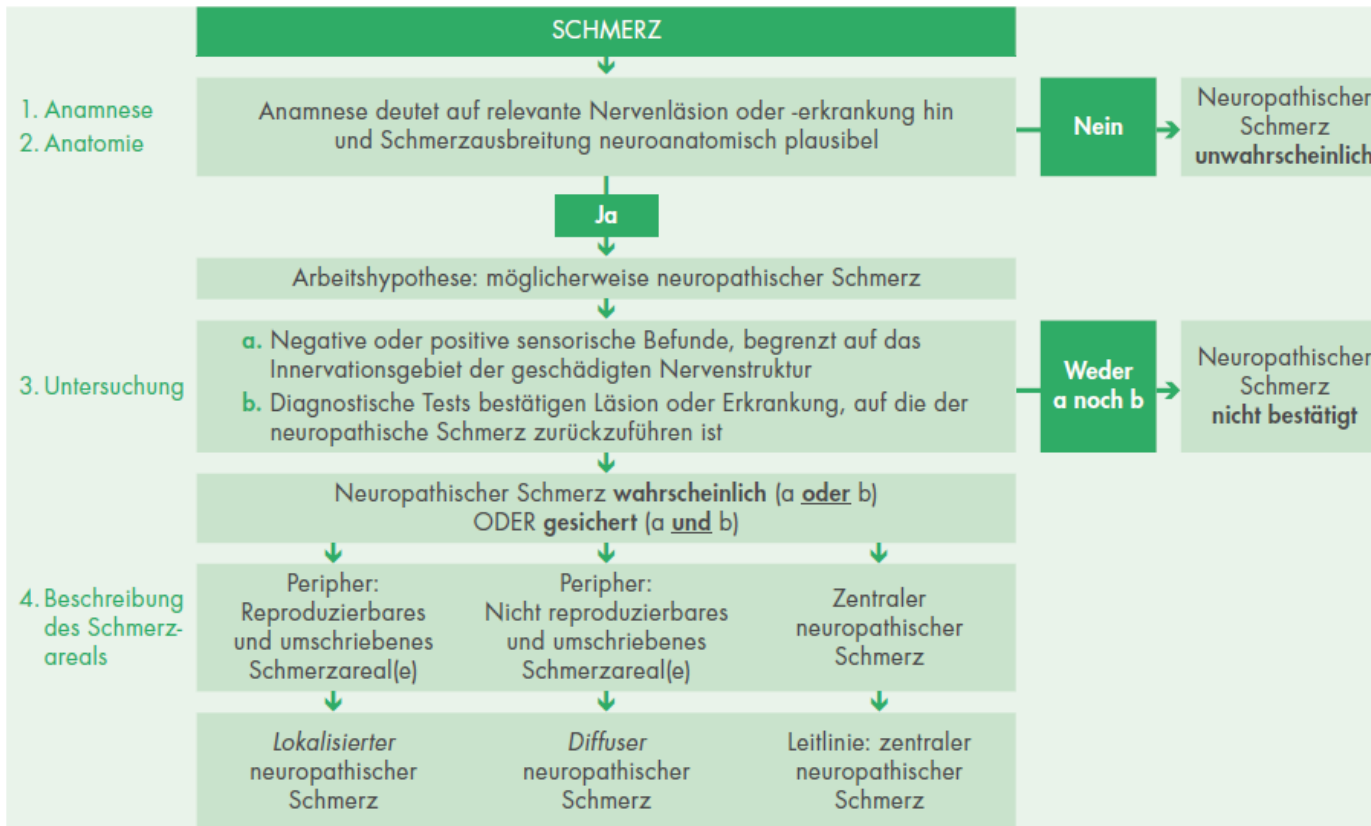 SCHMERZ
1. Anamnese
2. Anatomie
Anamnese deutet auf relevante Nervenläsion oder -erkrankung hin
und Schmerzausbreitung neuroanatomisch plausibel
Nein
Neuropathischer
Schmerz
unwahrscheinlich
Ja
Arbeitshypothese: möglicherweise neuropathischer Schmerz
3. Untersuchung
a. Negative oder positive sensorische Befunde, begrenzt auf das
Innervationsgebiet der geschädigten Nervenstruktur
b. Diagnostische Tests bestätigen Läsion oder Erkrankung, auf die der
neuropathische Schmerz zurückzuführen ist
Weder
a noch b
Neuropathischer
Schmerz
nicht bestätigt
Neuropathischer Schmerz wahrscheinlich (a oder b)
ODER gesichert (a und b)
4. Beschreibung
des Schmerz-
areals
Peripher:
Reproduzierbares
und umschriebenes
Schmerzareal(e)
Peripher:
Nicht reproduzierbares
und umschriebenes
Schmerzareal(e)
Zentraler
neuropathischer
Schmerz
Lokalisierter
neuropathischer
Schmerz
Diffuser
neuropathischer
Schmerz
Leitlinie: zentraler
neuropathischer
Schmerz